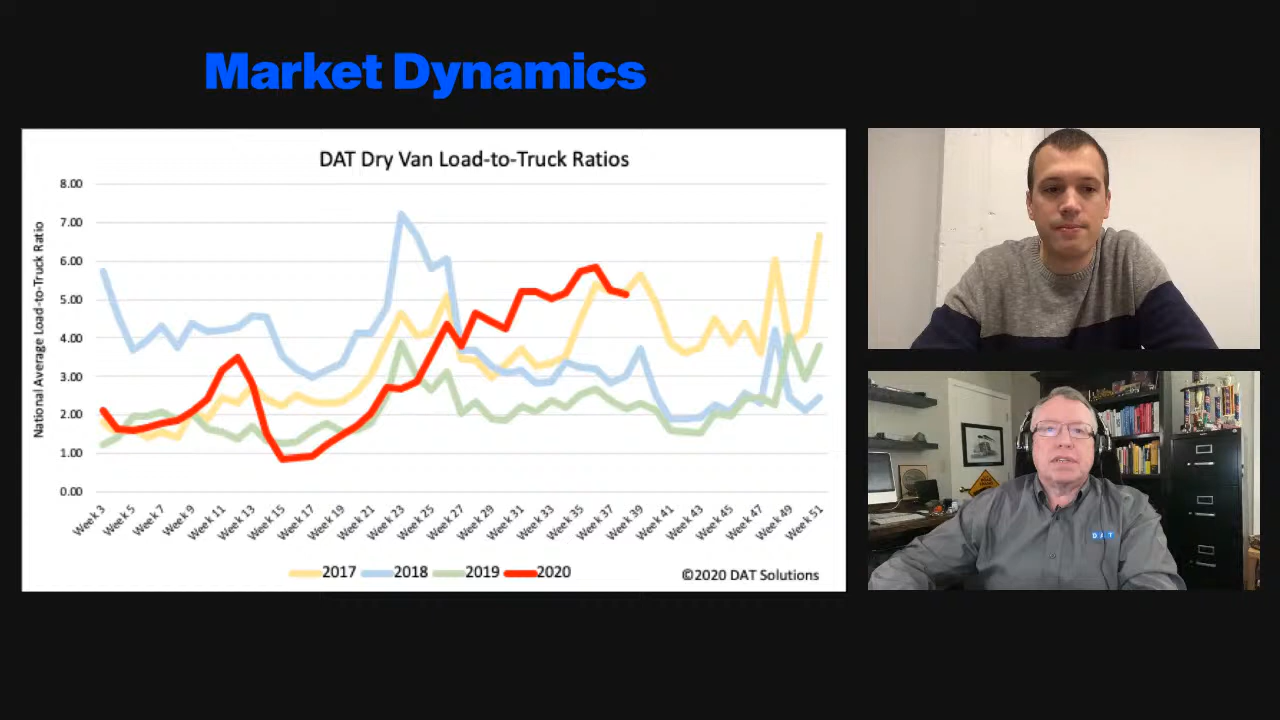 Market Dynamics
DAT Dry Van Load-to-Truck Ratios
National Average Load-to-Truck Ratio
8.00
7.00
6.00
5.00
4.00
3.00
2.00
1.00
0.00
Week 3
Week 5
Week 7
Week 9
Week 11
Week 13
Week 15
Week 17
Week 19
Week 21
Week 23
Week 25
Week 27
Week 29
Week 31
Week 33
Week 35
Week 37
Week 39
Week 41
Week 43
Week 45
Week 47
Week 49
Week 51
2017 2018 2019 2020
©2020 DAT Solutions
DAT